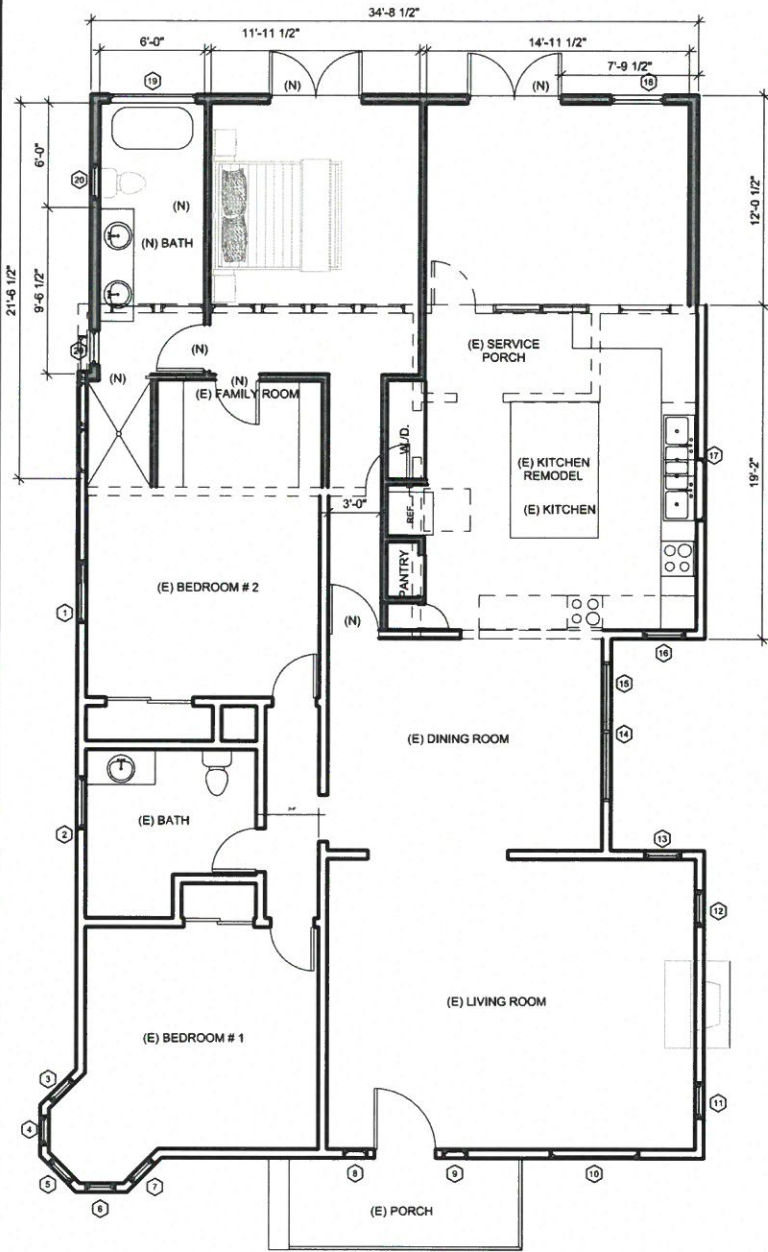 34'-8 1/2"
6'-0"
11'-11 1/2"
14'-11 1/2"
7'-9 1/2"
19
(N)
(N)
18
6'-0"
20
(N)
(N) BATH
12'-0 1/2"
21'-6 1/2"
9'-6 1/2"
20
(N)
(N)
(N)
(E) FAMILY ROOM
(E) SERVICE
PORCH
W./D.
(E) KITCHEN
REMODEL
17
19'-2"
3'-0"
REF.
(E) KITCHEN
PANTRY
(E) BEDROOM # 2
1
(N)
16
15
14
(E) DINING ROOM
(E) BATH
2
13
12
(E) LIVING ROOM
(E) BEDROOM # 1
3
4
11
5
6
7
8
9
10
(E) PORCH